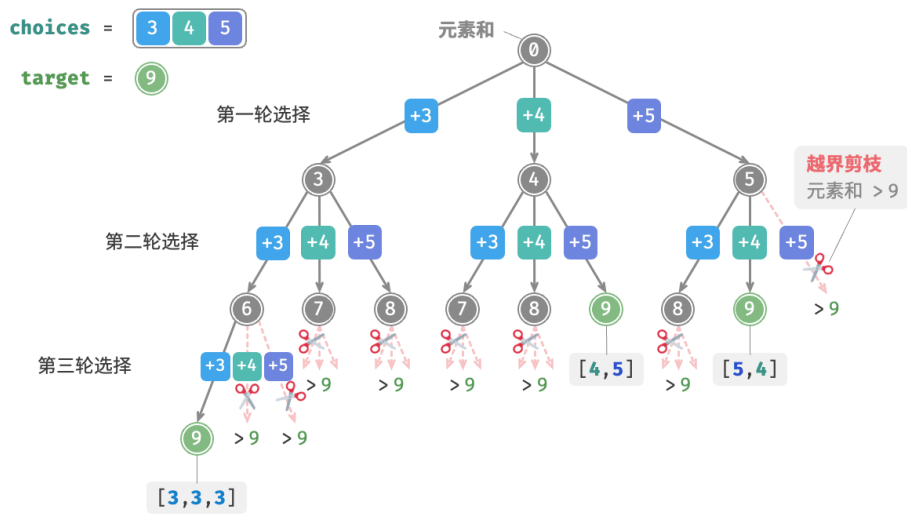 choices = 3 4 5
target = 9
元素和
0
第一轮选择
+3 +4 +5
越界剪枝
元素和 > 9
3 4 5
第二轮选择
+3 +4 +5 +3 +4 +5 +3 +4 +5
6 7 8 7 8 9 8 9
> 9
第三轮选择
+3 +4 +5
> 9 > 9 > 9 > 9 > 9
[4,5] [5,4]
9
> 9 > 9
[3,3,3]